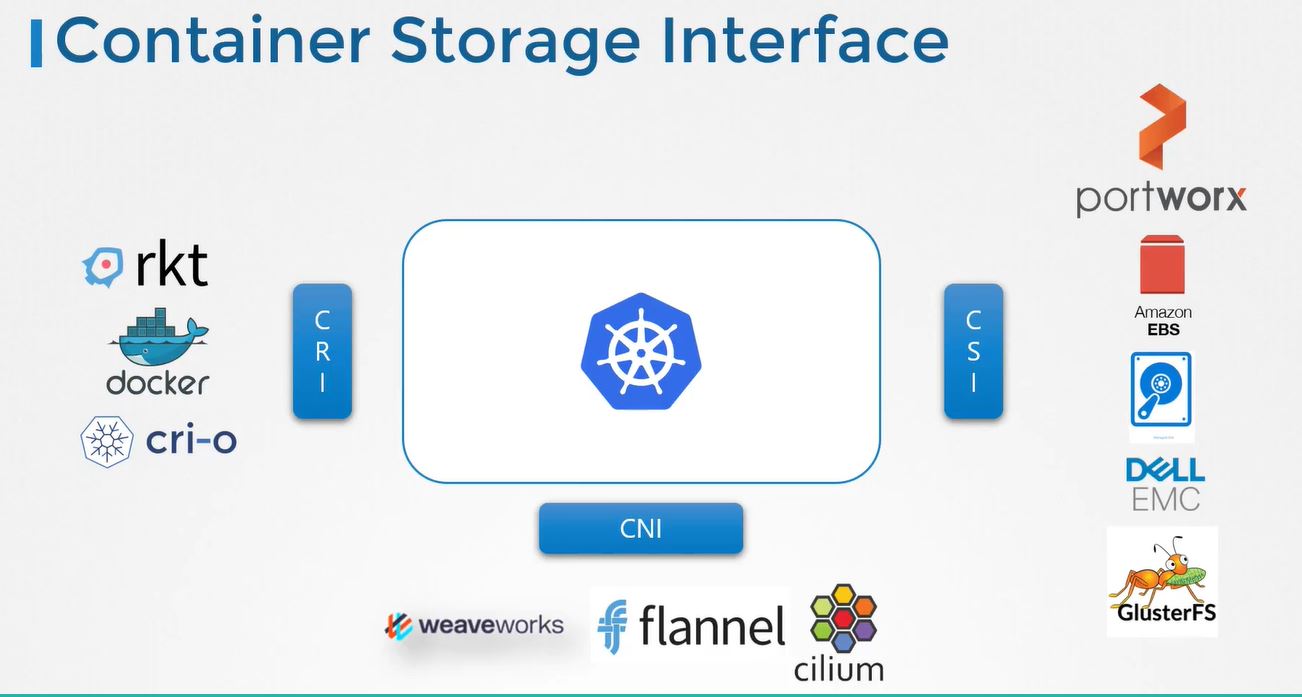 Container Storage Interface
rkt
docker
cri-o
C
R
I
C
S
I
CNI
weaveworks
flannel
cilium
portworx
Amazon
EBS
DELL
EMC
GlusterFS